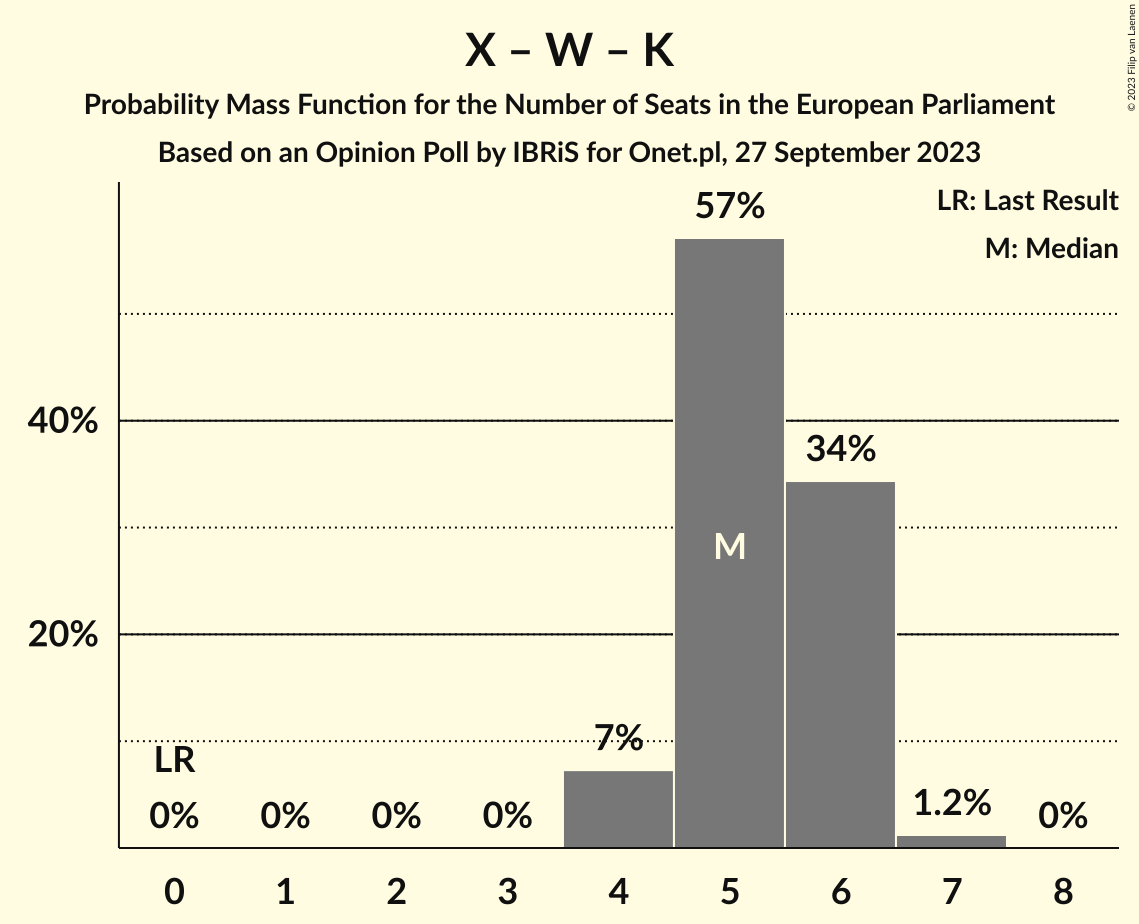 X – W – K
Probability Mass Function for the Number of Seats in the European Parliament
Based on an Opinion Poll by IBRiS for Onet.pl, 27 September 2023
© 2023 Filip van Laenen
LR: Last Result
M: Median
57%
40%
34%
M
20%
7%
LR
0% 0% 0% 0% 1.2% 0%
0 1 2 3 4 5 6 7 8